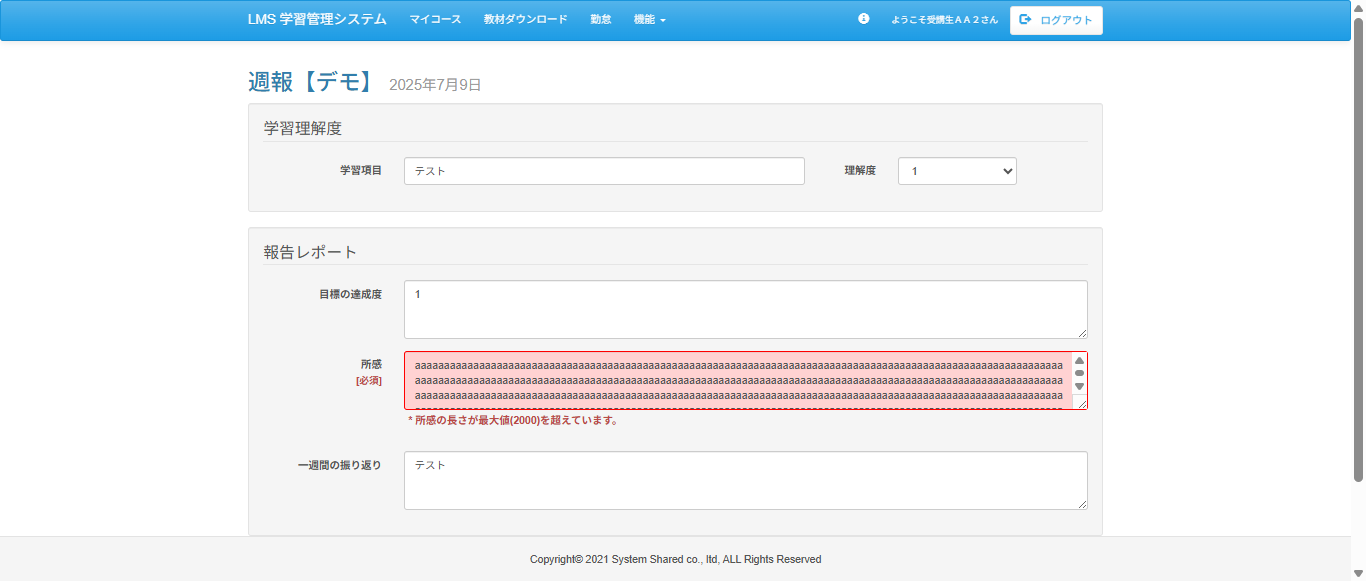 LMS 学習管理システム マイコース 教材ダウンロード 勤怠 機能 ようこそ受講生ＡＡ２さん ログアウト
週報【デモ】 2025年7月9日
学習理解度
学習項目 テスト 理解度 1
報告レポート
目標の達成度 1
所感
[必須]
* 所感の長さが最大値(2000)を超えています。
一週間の振り返り テスト
Copyright© 2021 System Shared co., ltd, ALL Rights Reserved